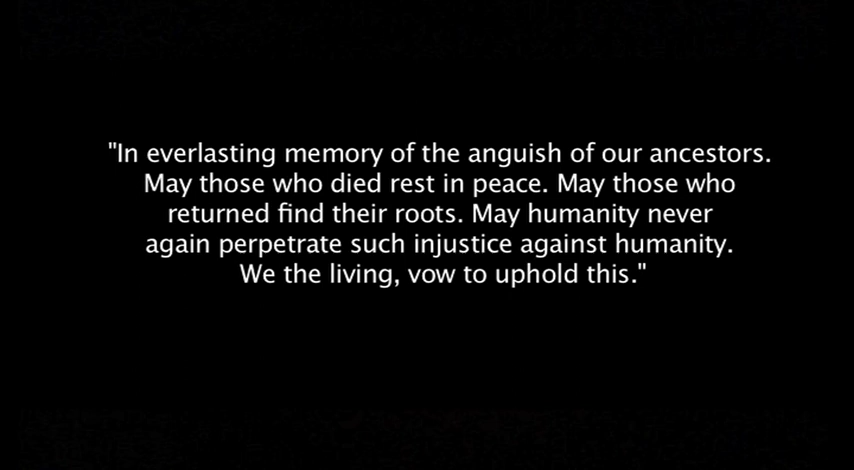 "In everlasting memory of the anguish of our ancestors.
May those who died rest in peace. May those who
returned find their roots. May humanity never
again perpetrate such injustice against humanity.
We the living, vow to uphold this."